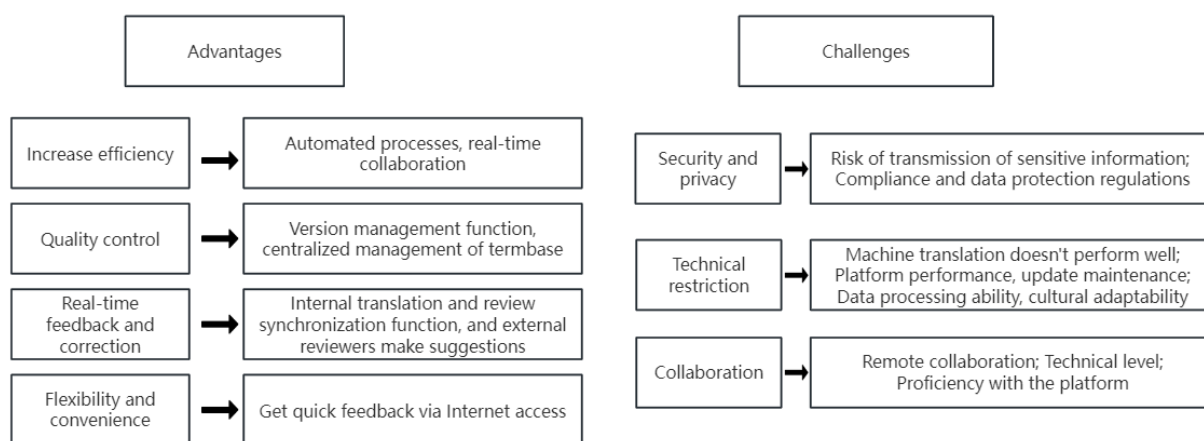 Advantages
Increase efficiency
Automated processes, real-time
collaboration
Quality control
Version management function,
centralized management of termbase
Real-time
feedback and
correction
Internal translation and review
synchronization function, and external
reviewers make suggestions
Flexibility and
convenience
Get quick feedback via Internet access
Challenges
Security and
privacy
Risk of transmission of sensitive information;
Compliance and data protection regulations
Technical
restriction
Machine translation doesn't perform well;
Platform performance, update maintenance;
Data processing ability, cultural adaptability
Collaboration
Remote collaboration; Technical level;
Proficiency with the platform